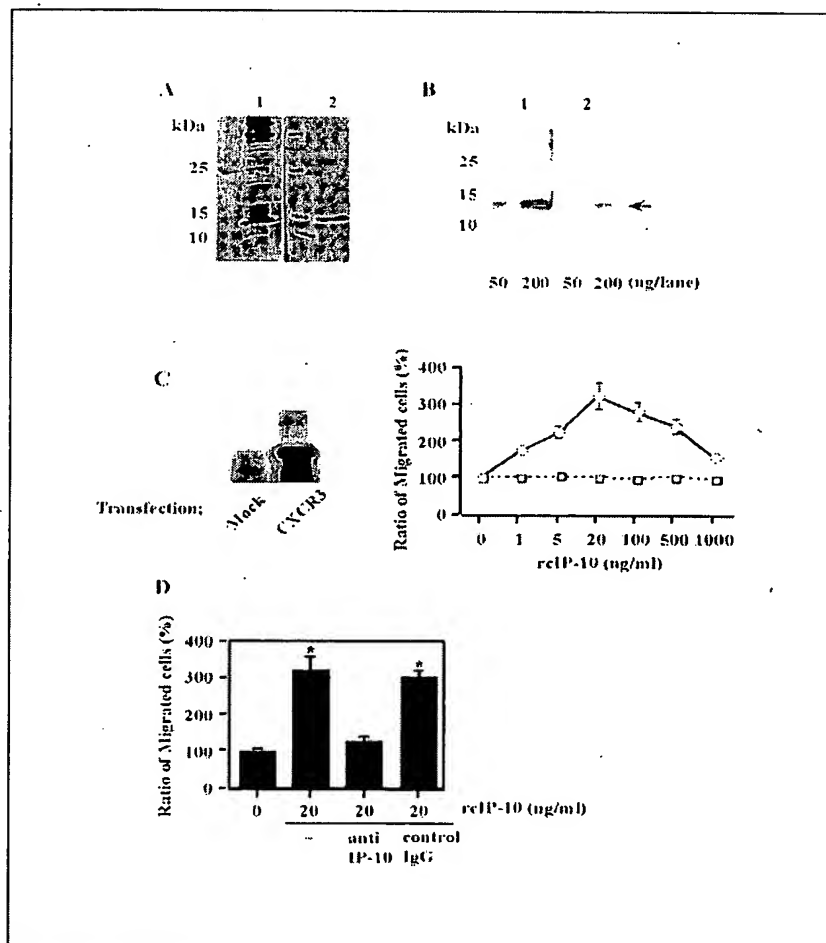 A
1 2
kDa
25
15
10
B
1 2
kDa
25
15
10
50 200 50 200 (ng/lane)
C
Transfection;
Mock
CXCR3
Ratio of Migrated cells (%)
400
300
200
100
0
0 1 5 20 100 500 1000
rcIP-10 (ng/ml)
D
Ratio of Migrated cells (%)
400
300
200
100
0
* *
0 20 20 20 rcIP-10 (ng/ml)
- anti control
IP-10 IgG